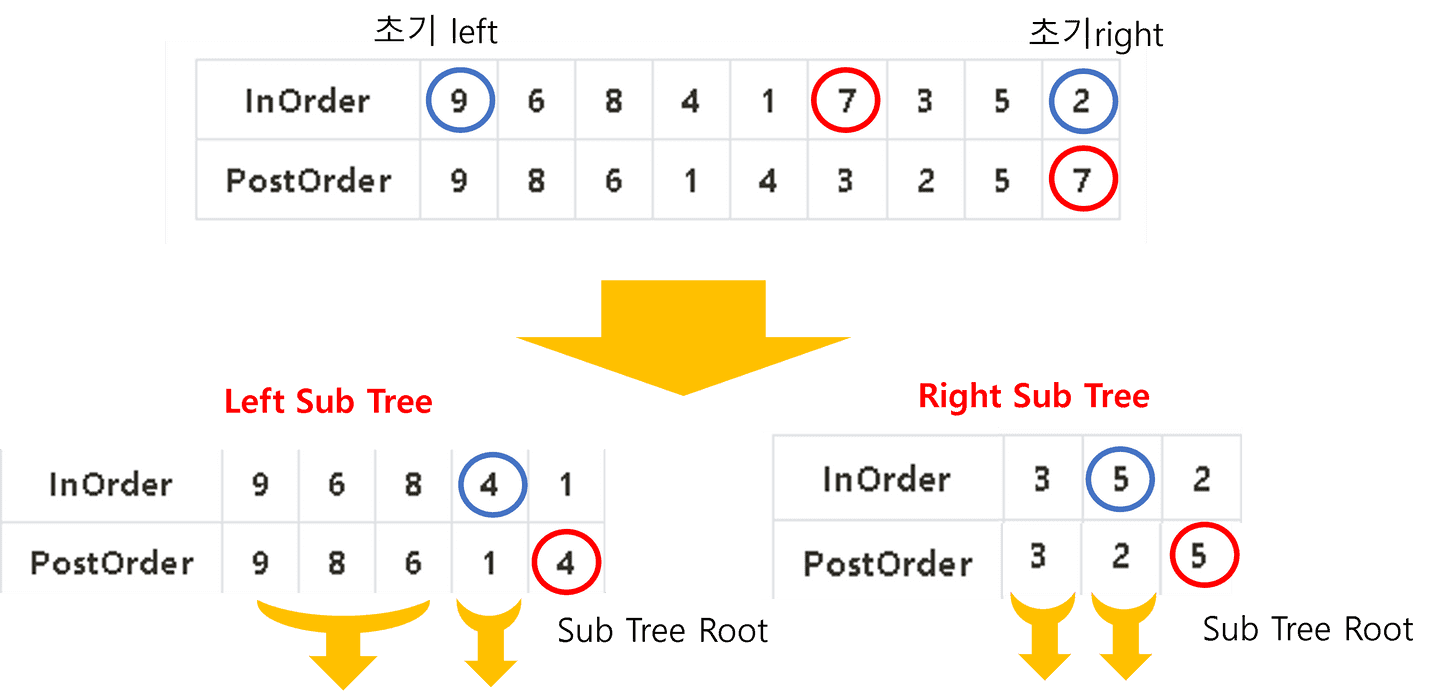 초기 left 초기right
InOrder 9 6 8 4 1 7 3 5 2
PostOrder 9 8 6 1 4 3 2 5 7
Left Sub Tree
InOrder 9 6 8 4 1
PostOrder 9 8 6 1 4
Sub Tree Root
Right Sub Tree
InOrder 3 5 2
PostOrder 3 2 5
Sub Tree Root